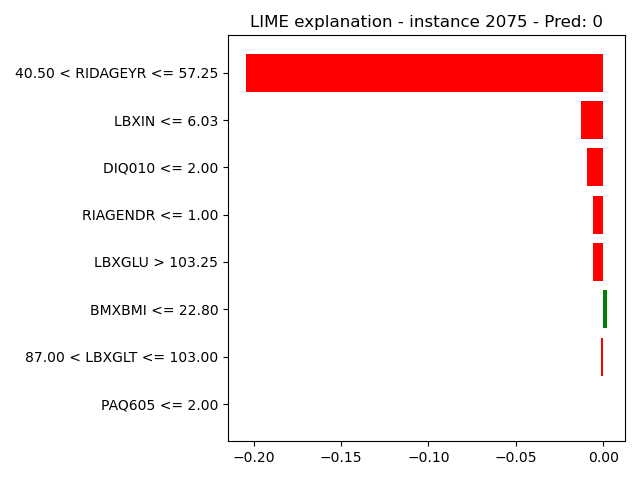 LIME explanation - instance 2075 - Pred: 0
40.50 < RIDAGEYR <= 57.25
LBXIN <= 6.03
DIQ010 <= 2.00
RIAGENDR <= 1.00
LBXGLU > 103.25
BMXBMI <= 22.80
87.00 < LBXGLT <= 103.00
PAQ605 <= 2.00
−0.20 −0.15 −0.10 −0.05 0.00